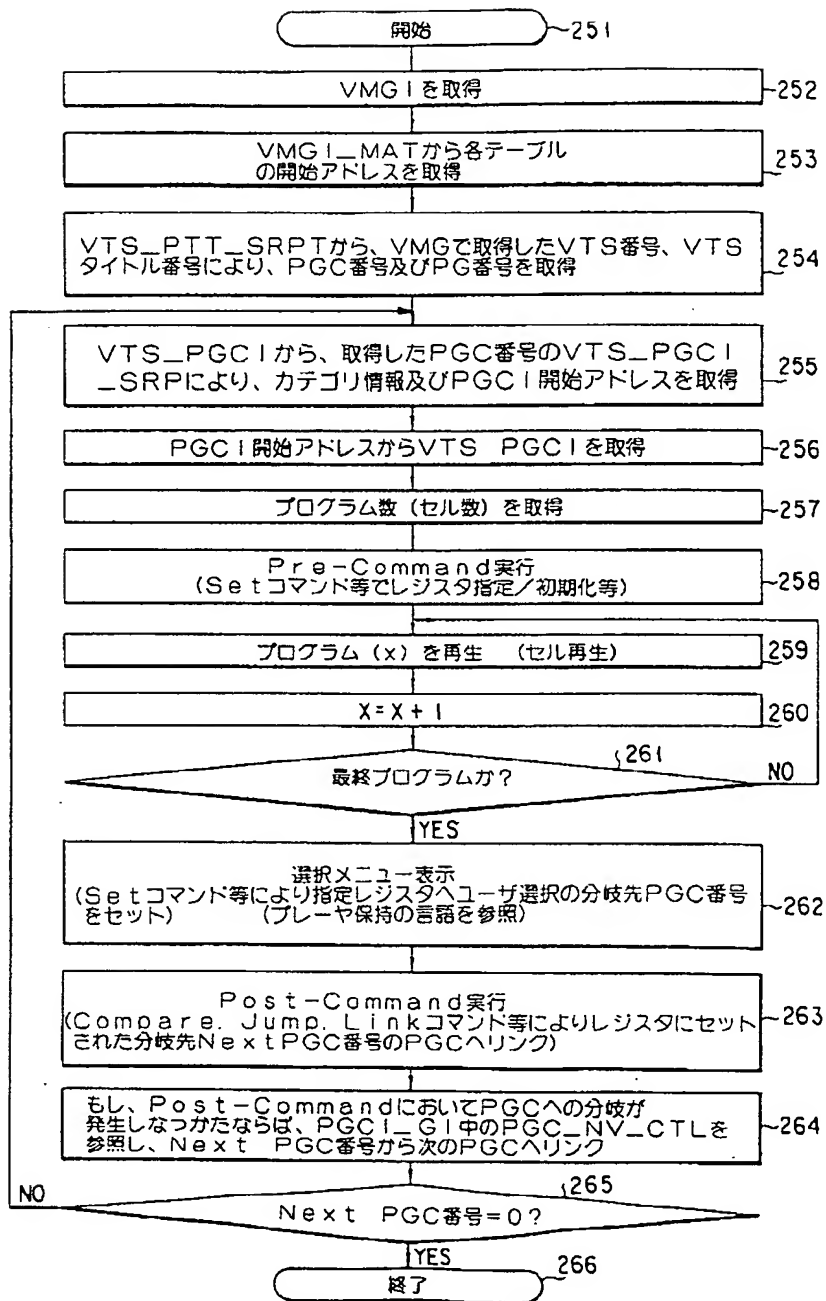 開始
251
VMGIを取得
252
VMGI_MATから各テーブル
の開始アドレスを取得
253
VTS_PTT_SRPTから、VMGで取得したVTS番号、VTS
タイトル番号により、PGC番号及びPG番号を取得
254
VTS_PGCIから、取得したPGC番号のVTS_PGCI
_SRPにより、カテゴリ情報及びPGCI開始アドレスを取得
255
PGCI開始アドレスからVTS PGCIを取得
256
プログラム数(セル数)を取得
257
Pre-Command実行
(Setコマンド等でレジスタ指定/初期化等)
258
プログラム(x)を再生 (セル再生)
259
X=X+1
260
261
最終プログラムか?
NO
YES
選択メニュー表示
(Setコマンド等により指定レジスタへユーザ選択の分岐先PGC番号
をセット) (プレーヤ保持の言語を参照)
262
Post-Command実行
(Compare. Jump. Linkコマンド等によりレジスタにセット
された分岐先NextPGC番号のPGCへリンク)
263
もし、Post-CommandにおいてPGCへの分岐が
発生しなつかたならば、PGCI_GI中のPGC_NV_CTLを
参照し、Next PGC番号から次のPGCへリンク
264
265
NO
Next PGC番号=0?
YES
終了
266